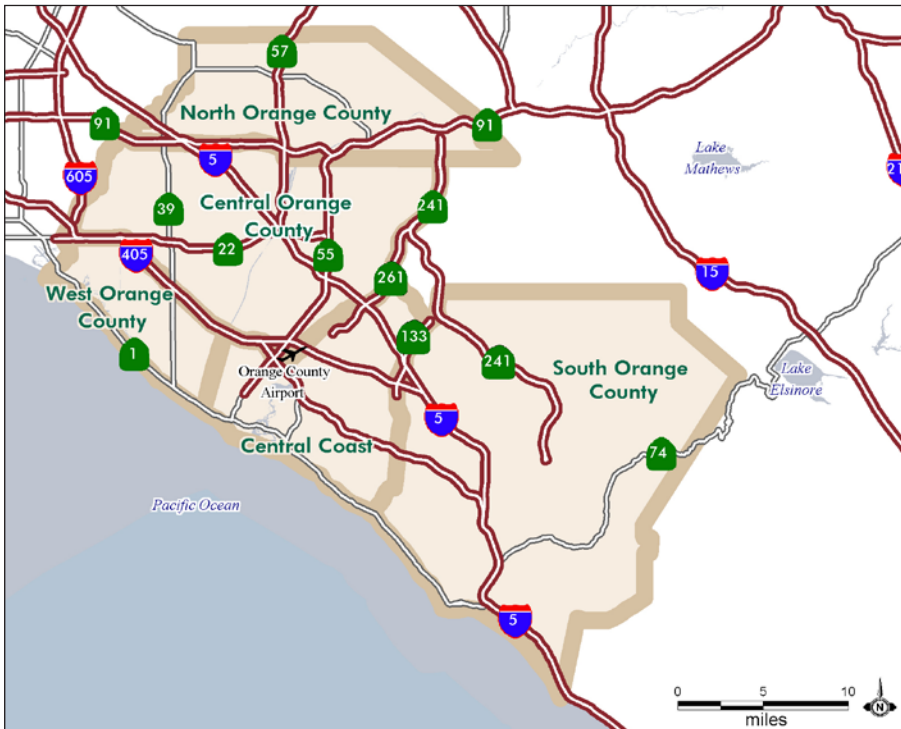 57
North Orange County
91
91
5
Lake
Mathews
605
21
39
Central Orange
County
241
22
55
405
261
15
West Orange
County
133
1
241
South Orange
County
Lake
Elsinore
Orange County
Airport
5
Central Coast
74
Pacific Ocean
5
0
5
10
miles
N